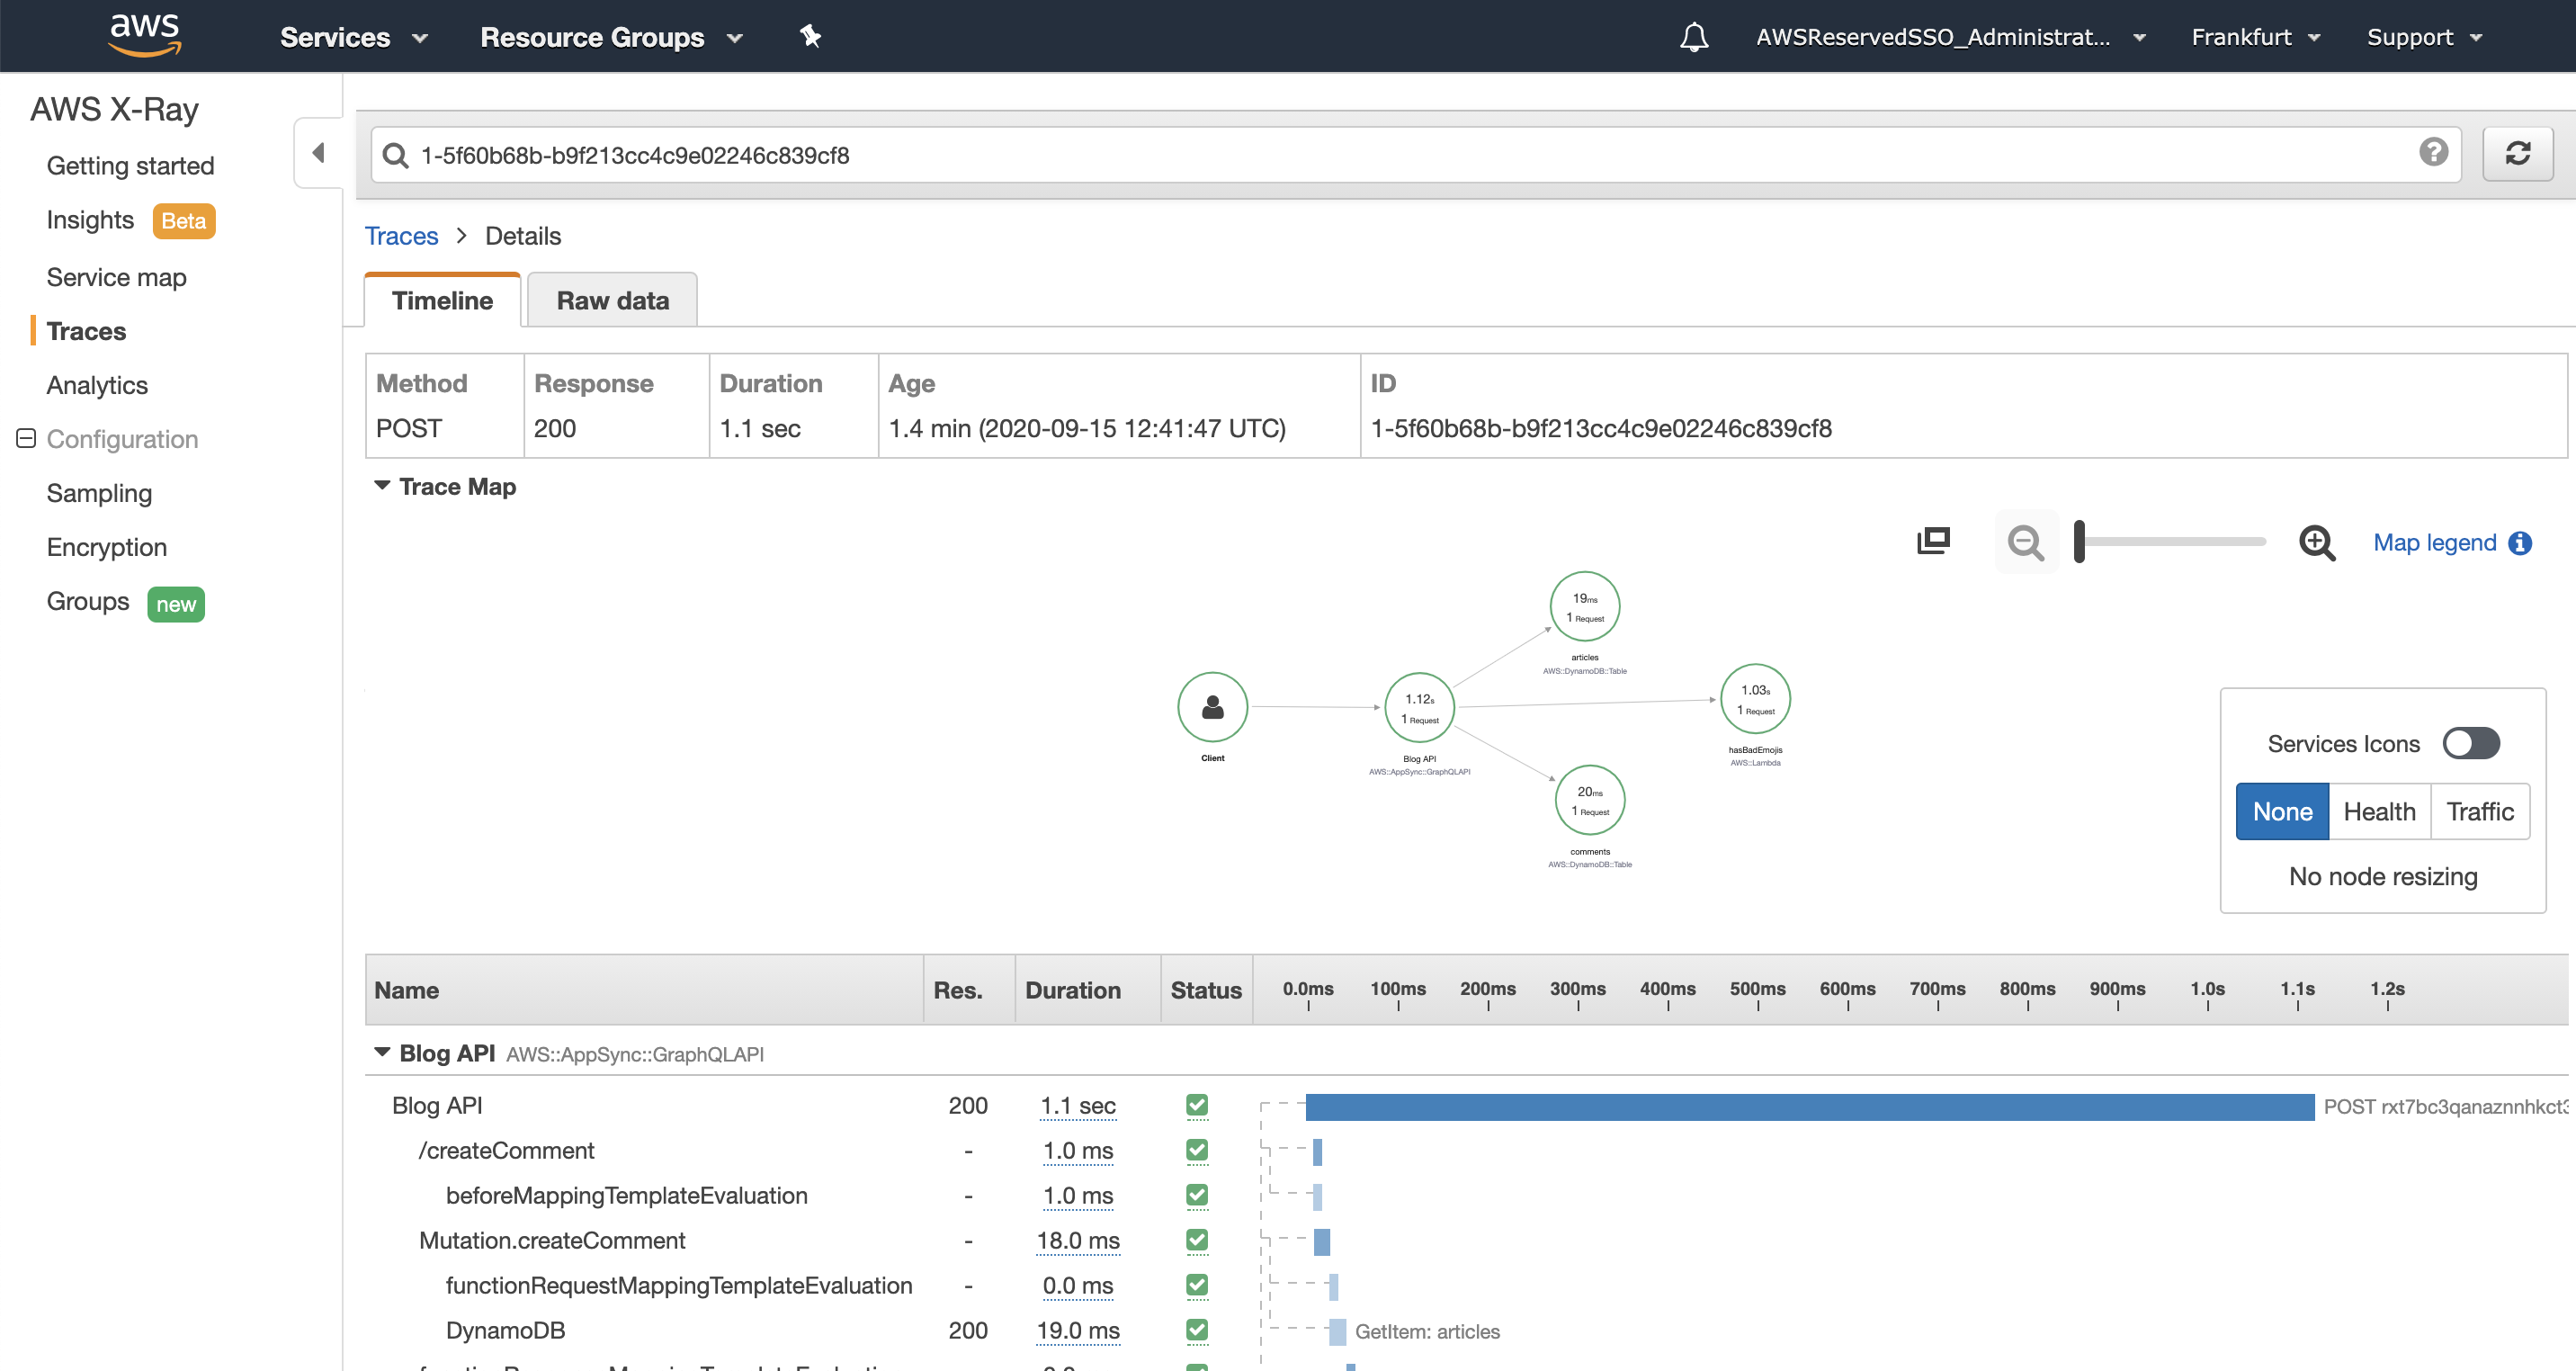 aws Services Resource Groups AWSReservedSSO_Administrat... Frankfurt Support
AWS X-Ray
Getting started
Insights Beta
Service map
Traces
Analytics
Configuration
Sampling
Encryption
Groups new
1-5f60b68b-b9f213cc4c9e02246c839cf8 ?
Traces > Details
Timeline Raw data
Method Response Duration Age ID
POST 200 1.1 sec 1.4 min (2020-09-15 12:41:47 UTC) 1-5f60b68b-b9f213cc4c9e02246c839cf8
Trace Map
Map legend i
19ms
1 Request
articles
AWS::DynamoDB::Table
Client
1.12s
1 Request
Blog API
AWS::AppSync::GraphQLAPI
1.03s
1 Request
hasBadEmojis
AWS::Lambda
20ms
1 Request
comments
AWS::DynamoDB::Table
Services Icons
None Health Traffic
No node resizing
Name Res. Duration Status 0.0ms 100ms 200ms 300ms 400ms 500ms 600ms 700ms 800ms 900ms 1.0s 1.1s 1.2s
Blog API AWS::AppSync::GraphQLAPI
Blog API 200 1.1 sec POST rxt7bc3qanaznnhkct3
/createComment - 1.0 ms
beforeMappingTemplateEvaluation - 1.0 ms
Mutation.createComment - 18.0 ms
functionRequestMappingTemplateEvaluation - 0.0 ms
DynamoDB 200 19.0 ms GetItem: articles